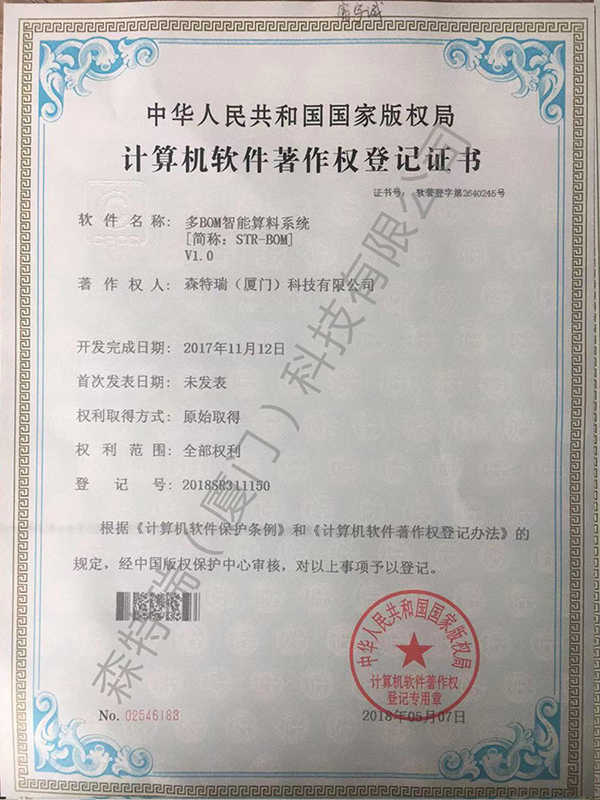 中华人民共和国国家版权局
计算机软件著作权登记证书
证书号： 软著登字第2640245号
软件名称： 多BOM智能算料系统
[简称：STR-BOM]
V1.0
著作权人： 森特瑞（厦门）科技有限公司
开发完成日期： 2017年11月12日
首次发表日期： 未发表
权利取得方式： 原始取得
权利范围： 全部权利
登记号： 2018SR311150
根据《计算机软件保护条例》和《计算机软件著作权登记办法》的
规定，经中国版权保护中心审核，对以上事项予以登记。
中华人民共和国国家版权局
计算机软件著作权
登记专用章
No. 02546183
2018年05月07日
森特瑞（厦门）科技有限公司
CPCC